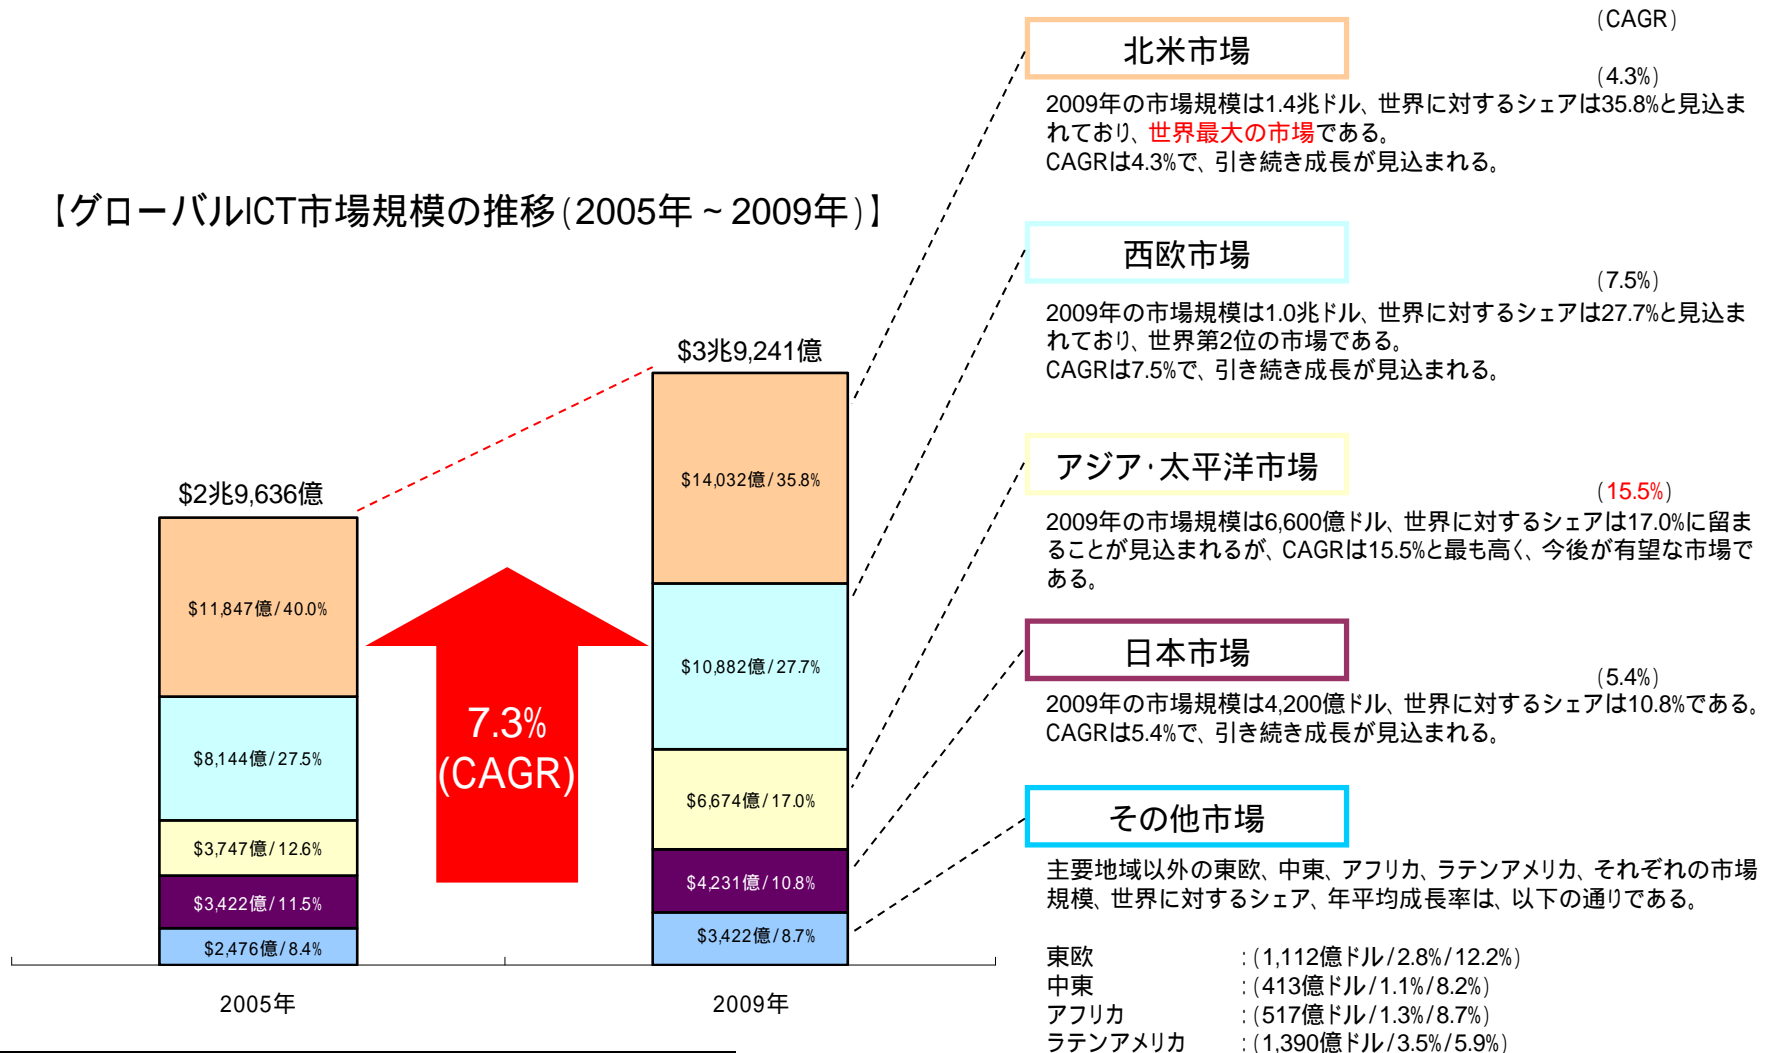 【グローバルICT市場規模の推移(2005年~2009年)】
$2兆9,636億
$11,847億/40.0%
$8,144億/27.5%
$3,747億/12.6%
$3,422億/11.5%
$2,476億/8.4%
2005年
7.3%
(CAGR)
$3兆9,241億
$14,032億/35.8%
$10,882億/27.7%
$6,674億/17.0%
$4,231億/10.8%
$3,422億/8.7%
2009年
(CAGR)
北米市場
(4.3%)
2009年の市場規模は1.4兆ドル、世界に対するシェアは35.8%と見込ま
れており、世界最大の市場である。
CAGRは4.3%で、引き続き成長が見込まれる。
西欧市場
(7.5%)
2009年の市場規模は1.0兆ドル、世界に対するシェアは27.7%と見込ま
れており、世界第2位の市場である。
CAGRは7.5%で、引き続き成長が見込まれる。
アジア・太平洋市場
(15.5%)
2009年の市場規模は6,600億ドル、世界に対するシェアは17.0%に留ま
ることが見込まれるが、CAGRは15.5%と最も高く、今後が有望な市場で
ある。
日本市場
(5.4%)
2009年の市場規模は4,200億ドル、世界に対するシェアは10.8%である。
CAGRは5.4%で、引き続き成長が見込まれる。
その他市場
主要地域以外の東欧、中東、アフリカ、ラテンアメリカ、それぞれの市場
規模、世界に対するシェア、年平均成長率は、以下の通りである。
東欧 :(1,112億ドル/2.8%/12.2%)
中東 :(413億ドル/1.1%/8.2%)
アフリカ :(517億ドル/1.3%/8.7%)
ラテンアメリカ :(1,390億ドル/3.5%/5.9%)